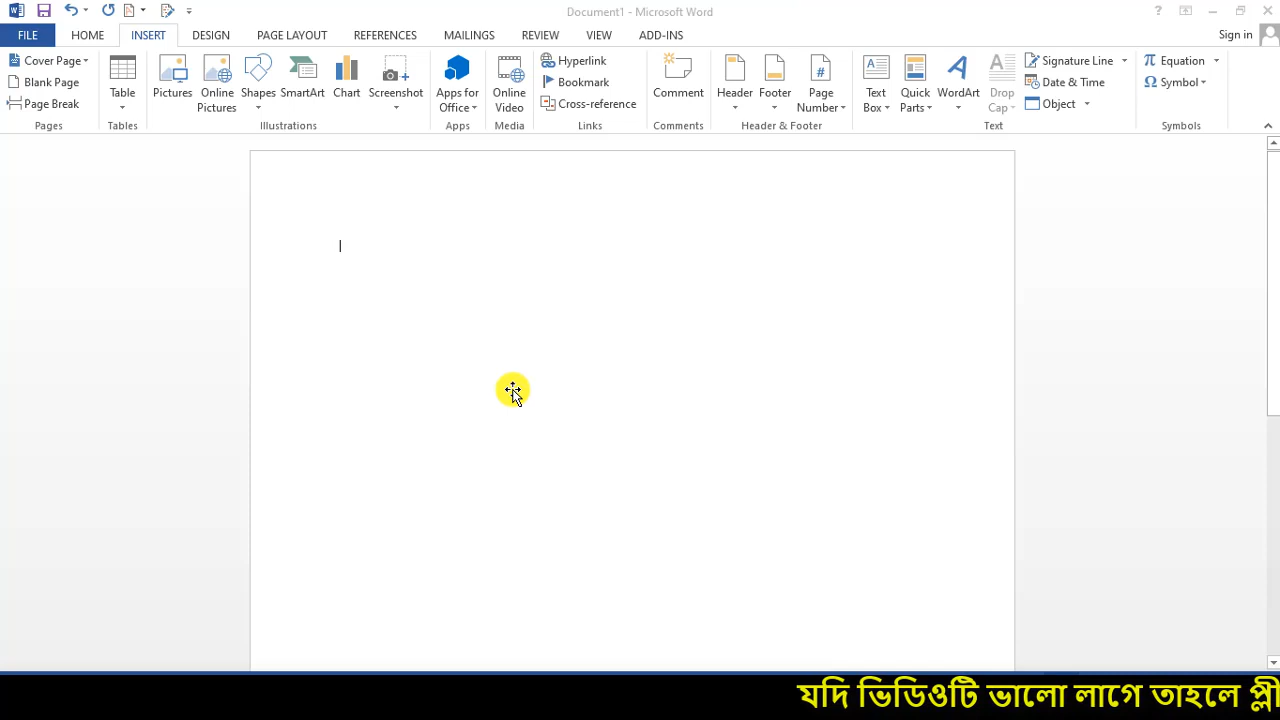 Document1 - Microsoft Word
FILE HOME INSERT DESIGN PAGE LAYOUT REFERENCES MAILINGS REVIEW VIEW ADD-INS Sign in
Cover Page
Blank Page
Page Break
Pages
Table
Tables
Pictures
Online Pictures
Shapes
SmartArt
Chart
Screenshot
Illustrations
Apps for Office
Apps
Online Video
Media
Hyperlink
Bookmark
Cross-reference
Links
Comment
Comments
Header
Footer
Page Number
Header & Footer
Text Box
Quick Parts
WordArt
Drop Cap
Signature Line
Date & Time
Object
Text
Equation
Symbol
Symbols
যদি ভিডিওটি ভালো লাগে তাহলে প্লী